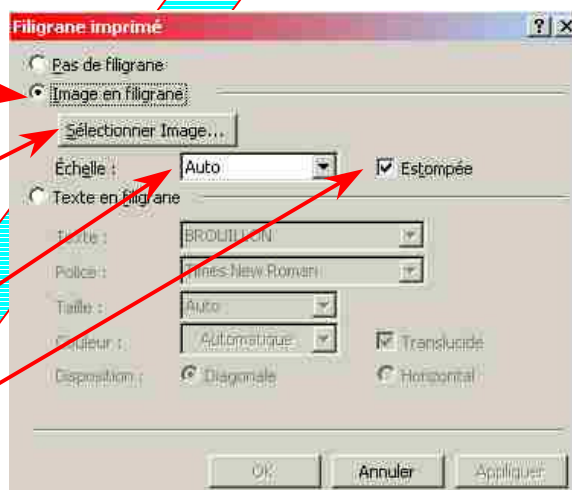 Filigrane imprimé
Pas de filigrane
Image en filigrane
Sélectionner Image...
Échelle : Auto Estompée
Texte en filigrane
Texte : BROUILLON
Police : Times New Roman
Taille : Auto
Couleur : Automatique Translucide
Disposition : Diagonale Horizontal
OK Annuler Appliquer